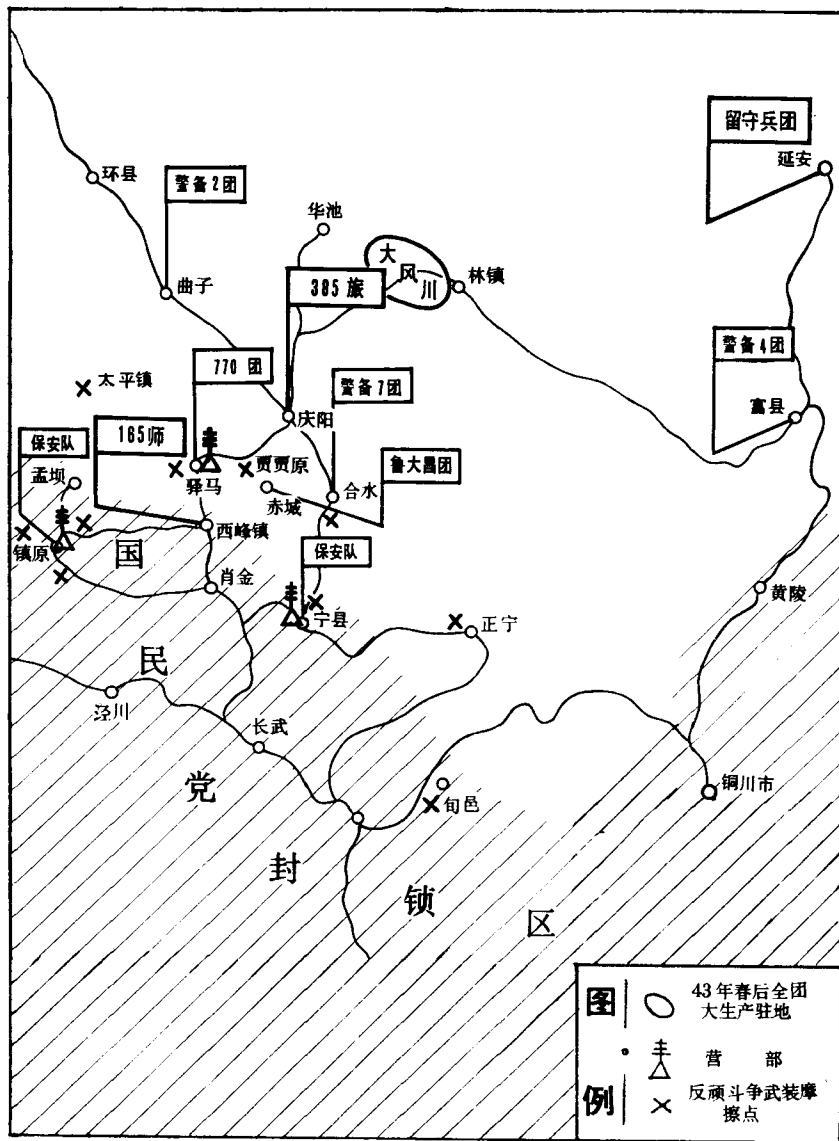 留守兵团
延安
环县
警备2团
华池
大风川
林镇
曲子
385旅
770团
警备4团
太平镇
警备7团
富县
庆阳
165师
保安队
孟坝
驿马
贾贾原
赤城
合水
鲁大昌团
镇原
西峰镇
国
保安队
肖金
宁县
正宁
黄陵
民
泾川
长武
党
旬邑
铜川市
封
锁
区
图例
43年春后全团
大生产驻地
营 部
反顽斗争武装摩
擦点